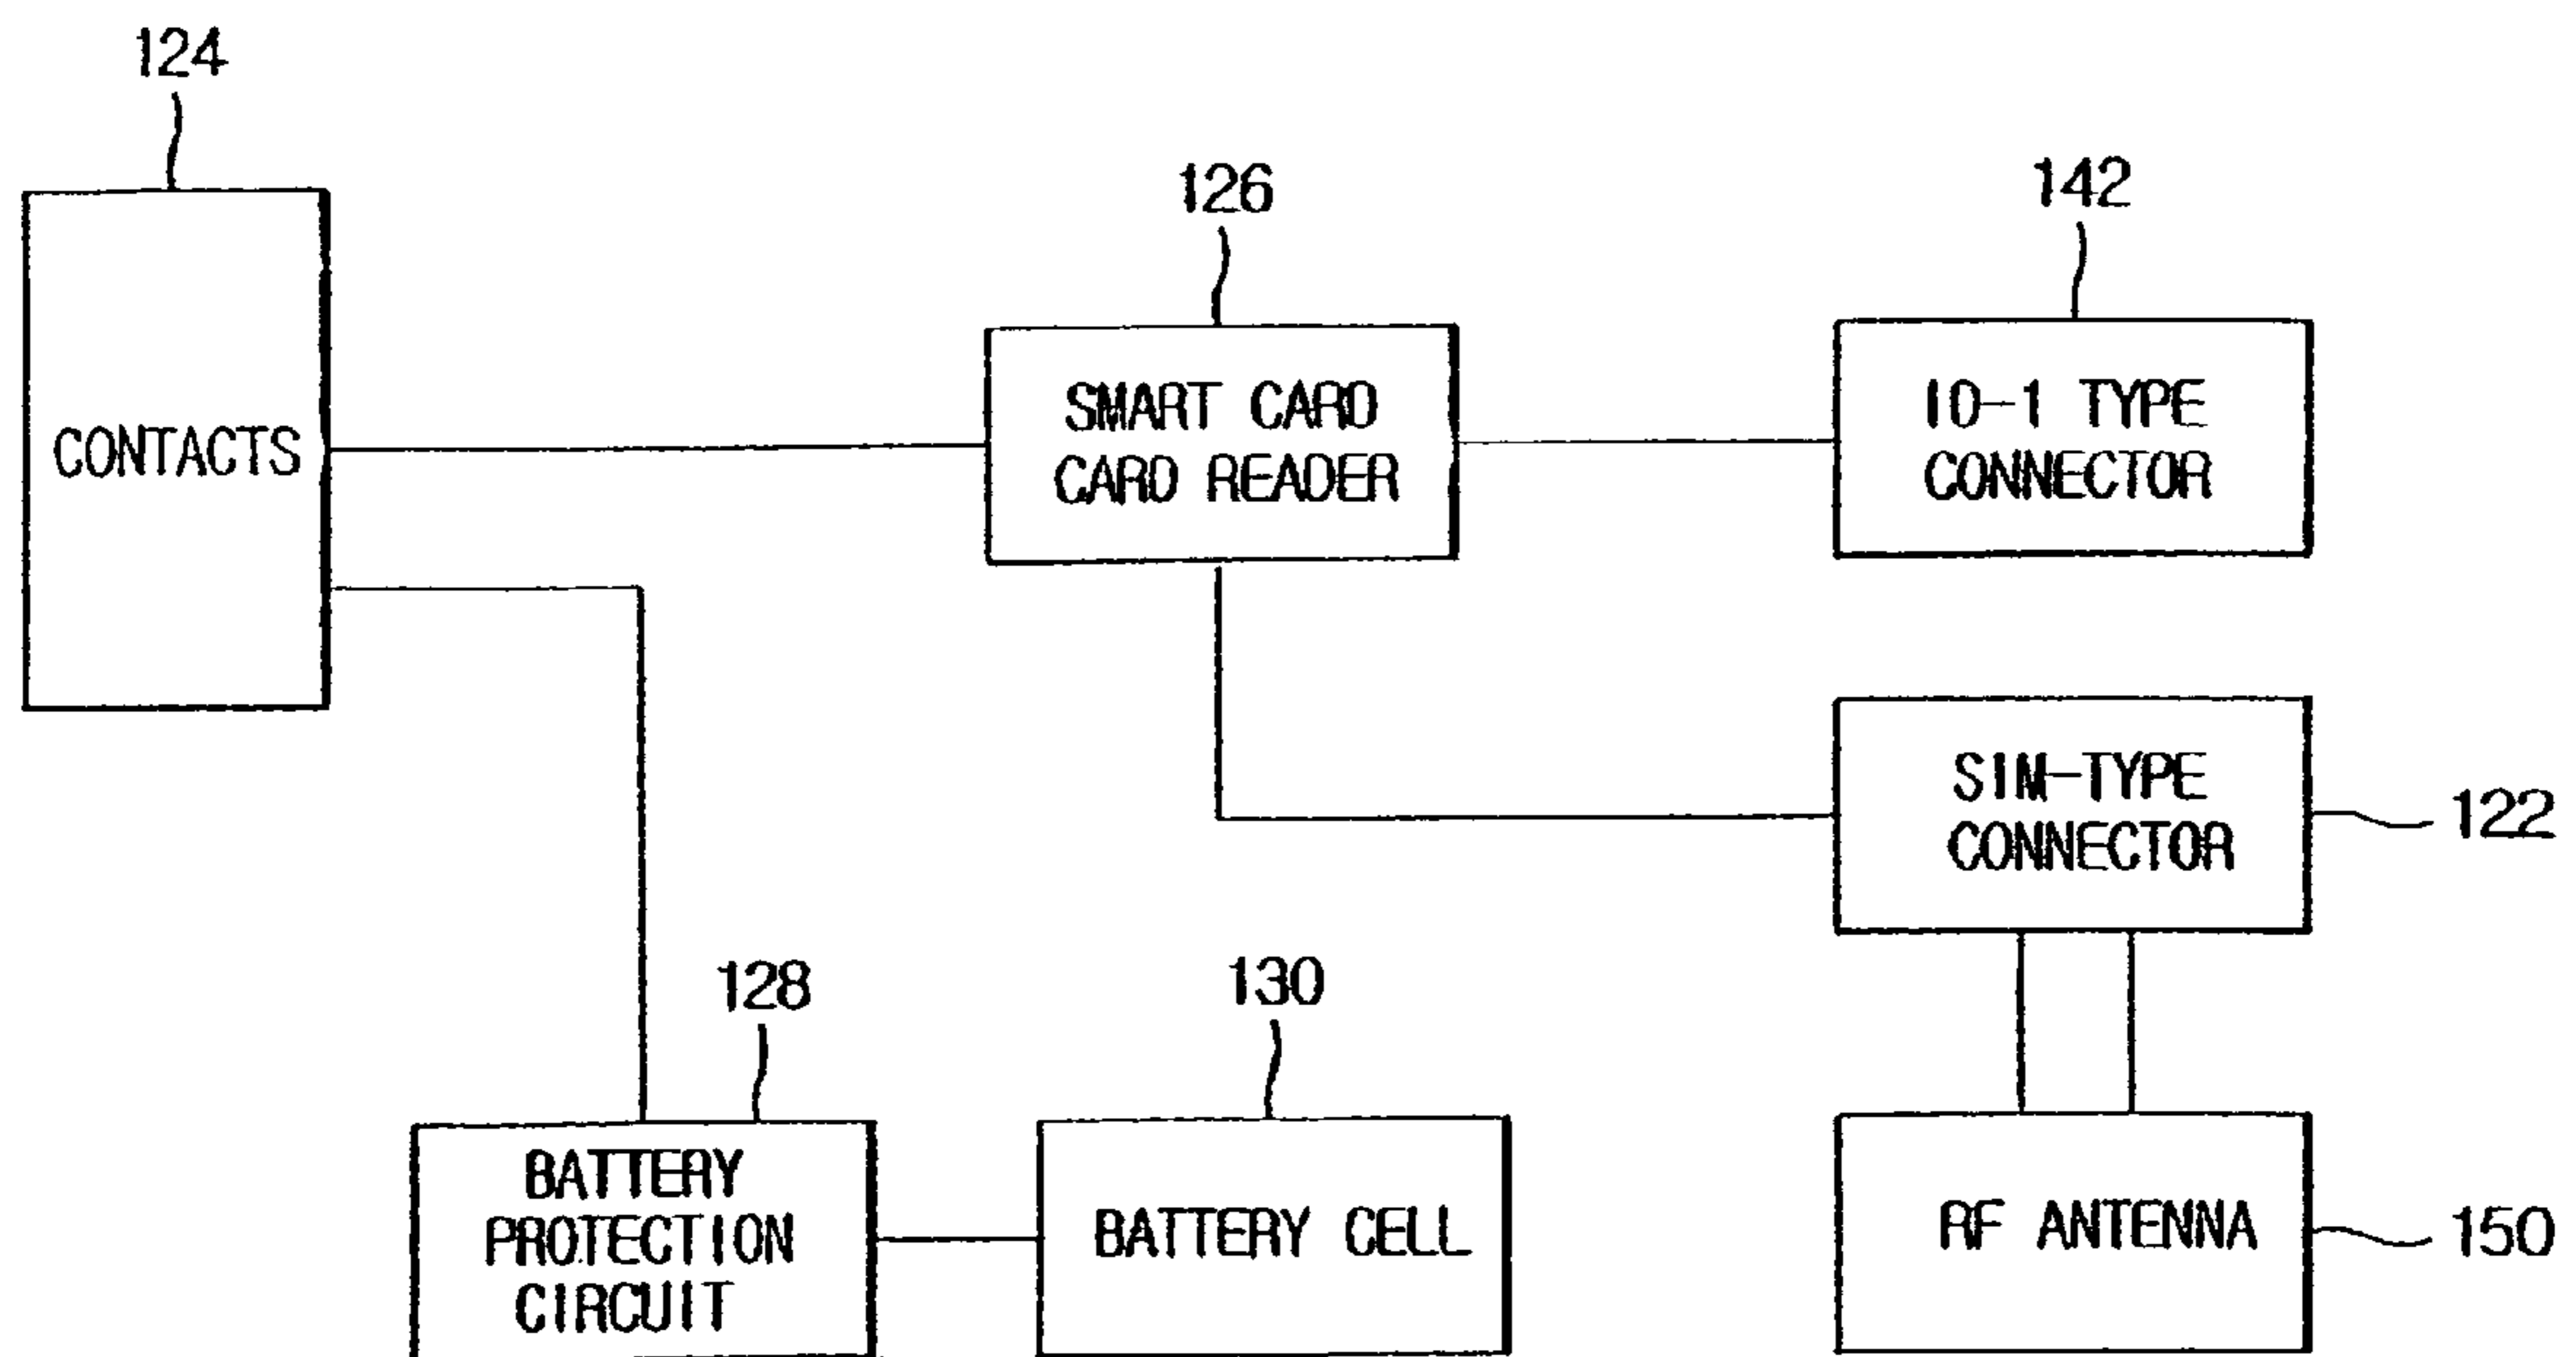 124
126
142
CONTACTS
SMART CARD
CARD READER
ID-1 TYPE
CONNECTOR
SIM-TYPE
CONNECTOR
122
128
130
BATTERY
PROTECTION
CIRCUIT
BATTERY CELL
RF ANTENNA
150